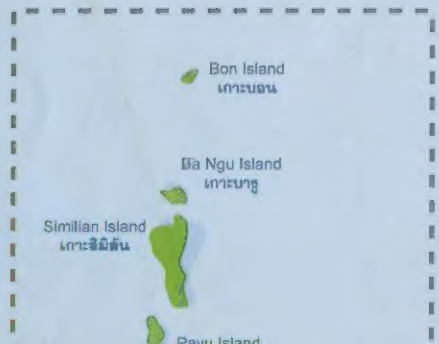 Bon Island
เกาะบอน
Ba Ngu Island
เกาะบางู
Similian Island
เกาะสิมิลัน
Payu Island